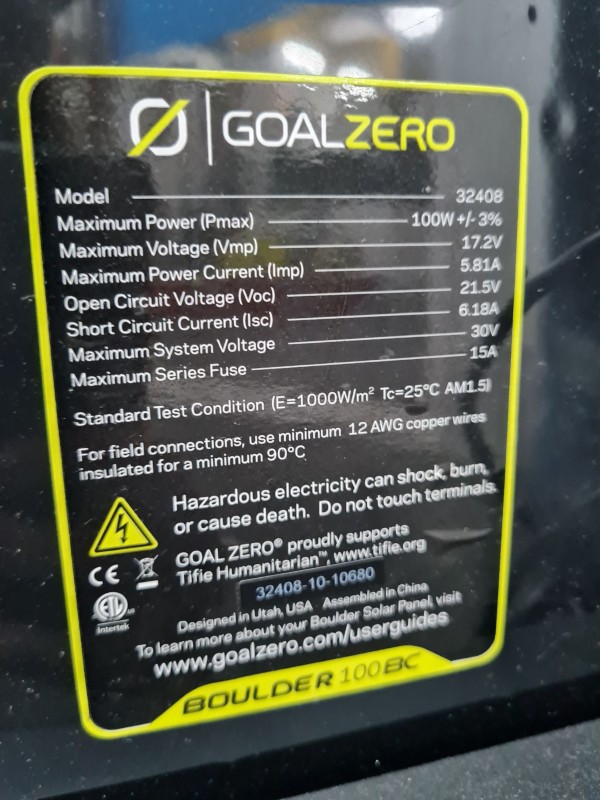 GOALZERO
Model 32408
Maximum Power (Pmax) 100W +/- 3%
Maximum Voltage (Vmp) 17.2V
Maximum Power Current (Imp) 5.81A
Open Circuit Voltage (Voc) 21.5V
Short Circuit Current (Isc) 6.18A
Maximum System Voltage 30V
Maximum Series Fuse 15A
Standard Test Condition (E=1000W/m² Tc=25°C AM1.5)
For field connections, use minimum 12 AWG copper wires
insulated for a minimum 90°C
Hazardous electricity can shock, burn,
or cause death. Do not touch terminals.
GOAL ZERO® proudly supports
Tifie Humanitarian™, www.tifie.org
CE
32408-10-10680
ETL us
Intertek
Designed in Utah, USA Assembled in China
To learn more about your Boulder Solar Panel, visit
www.goalzero.com/userguides
BOULDER 100 BC